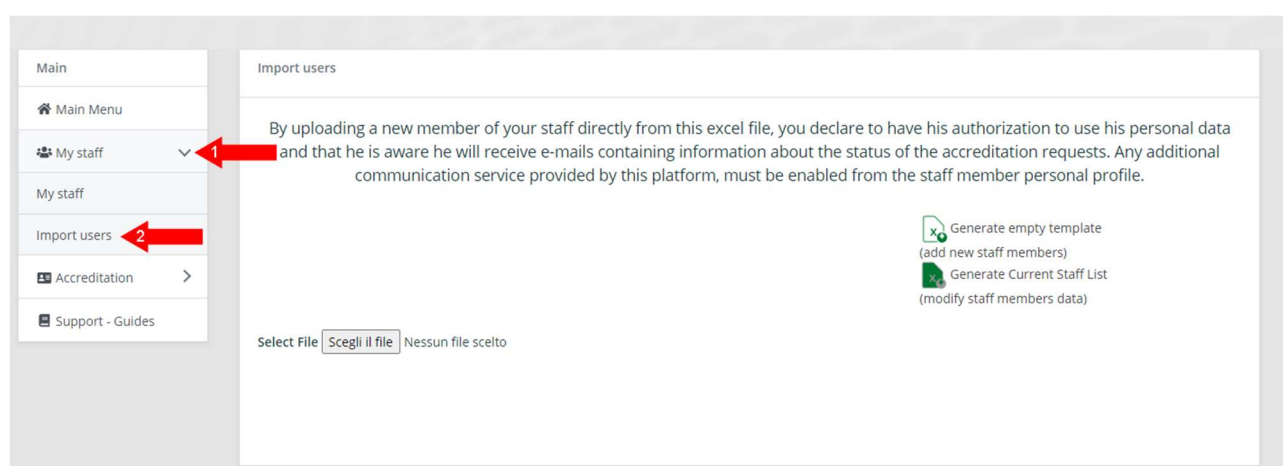 Main
Main Menu
My staff
1
My staff
Import users
2
Accreditation
Support - Guides
Import users
By uploading a new member of your staff directly from this excel file, you declare to have his authorization to use his personal data
and that he is aware he will receive e-mails containing information about the status of the accreditation requests. Any additional
communication service provided by this platform, must be enabled from the staff member personal profile.
Generate empty template
(add new staff members)
Generate Current Staff List
(modify staff members data)
Select File Scegli il file Nessun file scelto